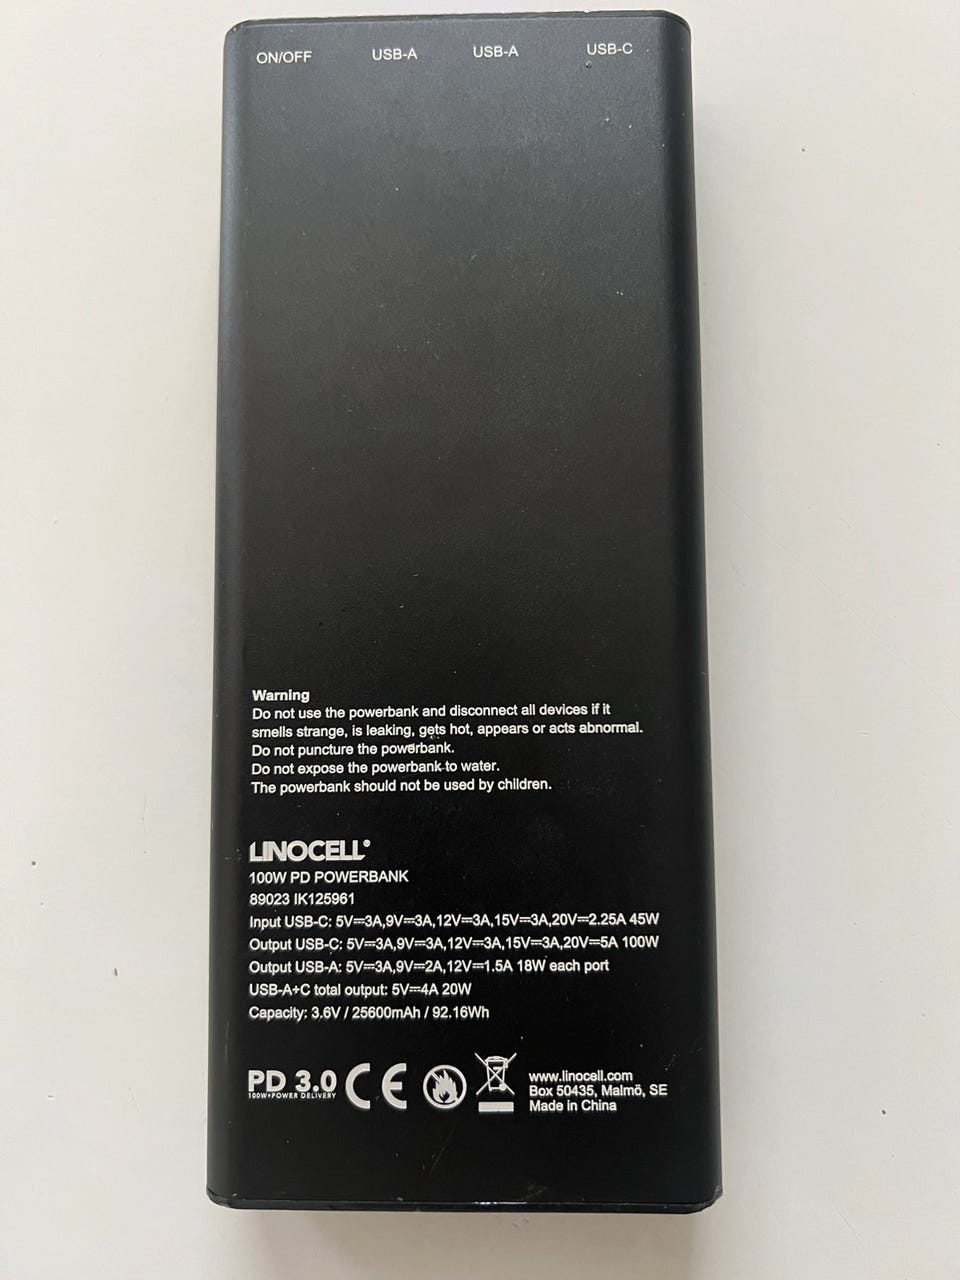 ON/OFF USB-A USB-A USB-C
Warning
Do not use the powerbank and disconnect all devices if it
smells strange, is leaking, gets hot, appears or acts abnormal.
Do not puncture the powerbank.
Do not expose the powerbank to water.
The powerbank should not be used by children.
LINOCELL®
100W PD POWERBANK
89023 IK125961
Input USB-C: 5V⎓3A,9V⎓3A,12V⎓3A,15V⎓3A,20V⎓2.25A 45W
Output USB-C: 5V⎓3A,9V⎓3A,12V⎓3A,15V⎓3A,20V⎓5A 100W
Output USB-A: 5V⎓3A,9V⎓2A,12V⎓1.5A 18W each port
USB-A+C total output: 5V⎓4A 20W
Capacity: 3.6V / 25600mAh / 92.16Wh
PD 3.0
100W•POWER DELIVERY
CE
www.linocell.com
Box 50435, Malmö, SE
Made in China